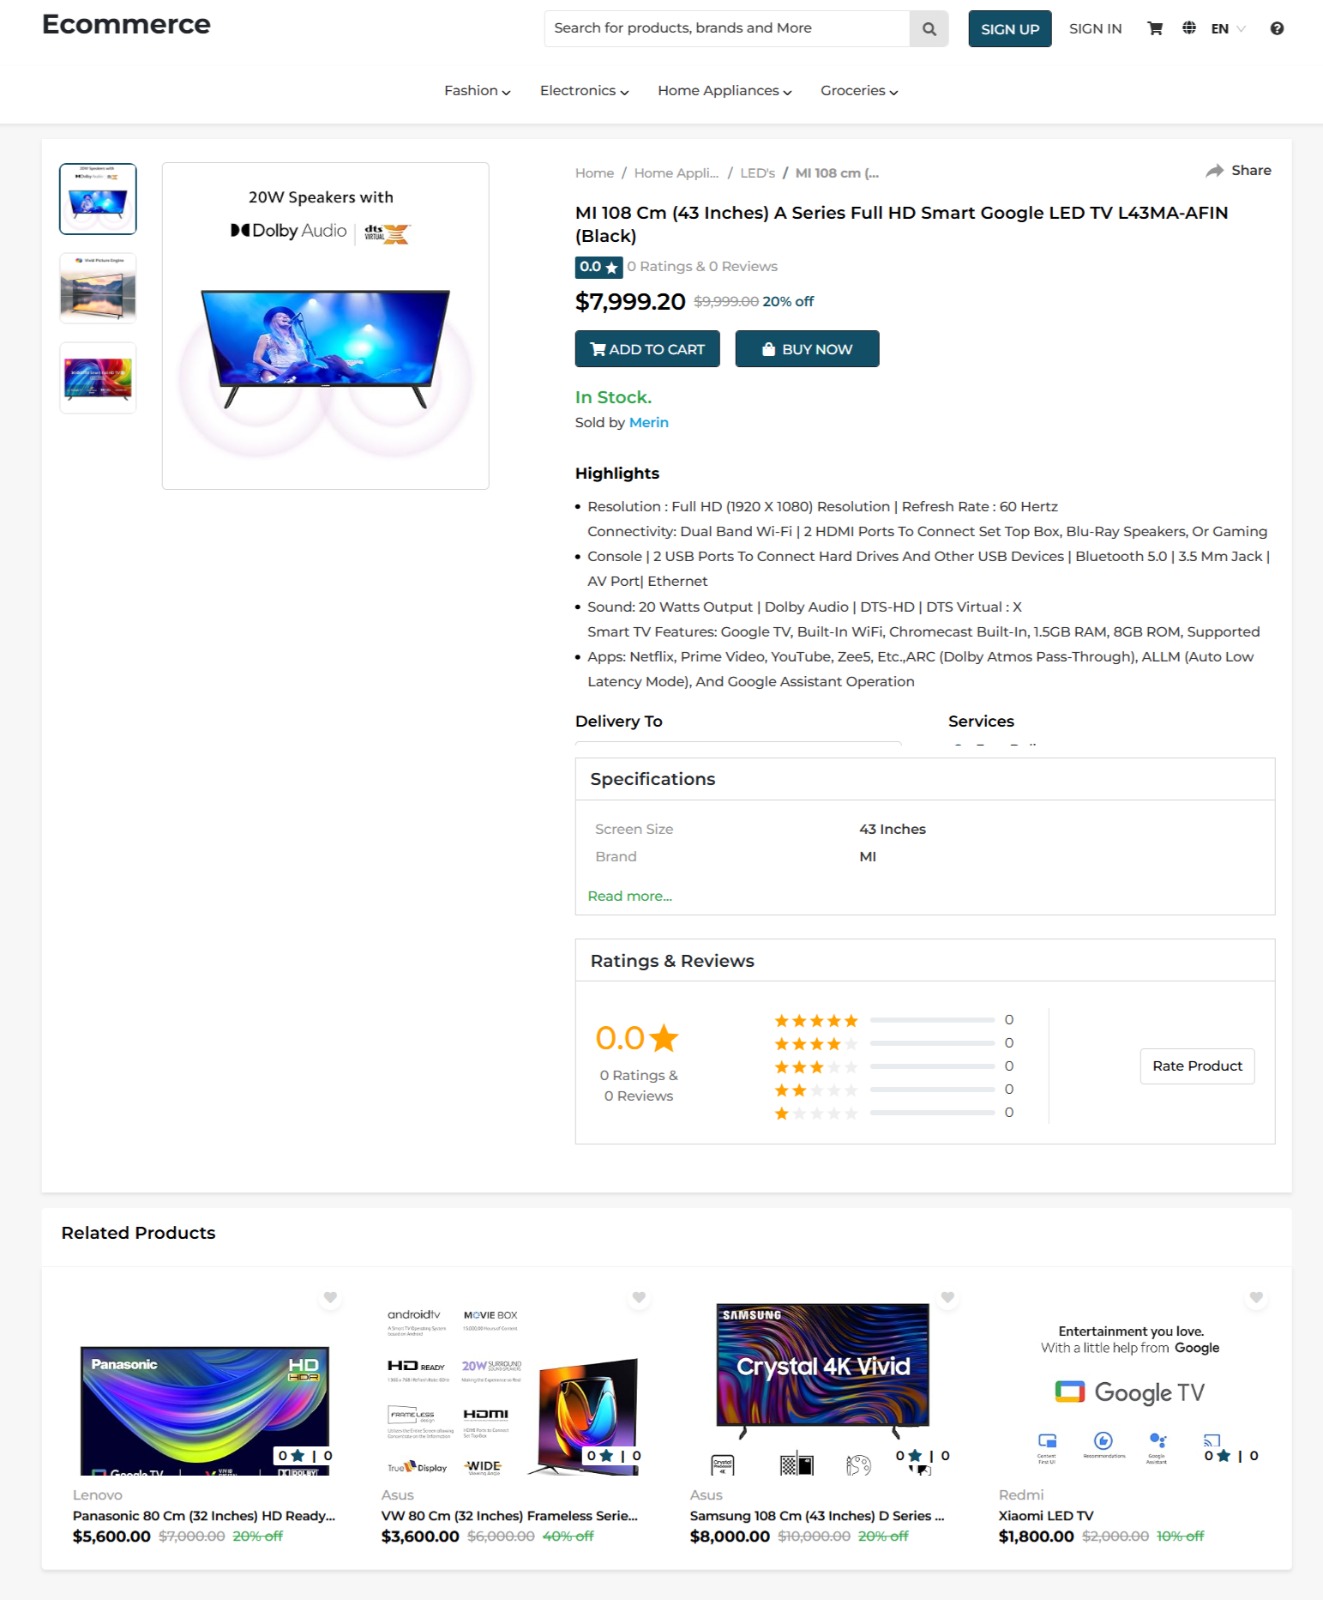 Ecommerce
Search for products, brands and More
SIGN UP
SIGN IN
EN
Fashion
Electronics
Home Appliances
Groceries
20W Speakers with
Dolby Audio
dts VIRTUAL X
Vivid Picture Engine
Home / Home Appli... / LED's / MI 108 cm (...
Share
MI 108 Cm (43 Inches) A Series Full HD Smart Google LED TV L43MA-AFIN
(Black)
0.0 ★ 0 Ratings & 0 Reviews
$7,999.20 $9,999.00 20% off
ADD TO CART
BUY NOW
In Stock.
Sold by Merin
Highlights
Resolution : Full HD (1920 X 1080) Resolution | Refresh Rate : 60 Hertz
Connectivity: Dual Band Wi-Fi | 2 HDMI Ports To Connect Set Top Box, Blu-Ray Speakers, Or Gaming
Console | 2 USB Ports To Connect Hard Drives And Other USB Devices | Bluetooth 5.0 | 3.5 Mm Jack |
AV Port| Ethernet
Sound: 20 Watts Output | Dolby Audio | DTS-HD | DTS Virtual : X
Smart TV Features: Google TV, Built-In WiFi, Chromecast Built-In, 1.5GB RAM, 8GB ROM, Supported
Apps: Netflix, Prime Video, YouTube, Zee5, Etc.,ARC (Dolby Atmos Pass-Through), ALLM (Auto Low
Latency Mode), And Google Assistant Operation
Delivery To
Services
Specifications
Screen Size 43 Inches
Brand MI
Read more...
Ratings & Reviews
0.0 ★
0 Ratings &
0 Reviews
0
0
0
0
0
Rate Product
Related Products
Panasonic
HD
HDR
Google TV
0 ★ | 0
Lenovo
Panasonic 80 Cm (32 Inches) HD Ready...
$5,600.00 $7,000.00 20% off
androidtv
MOVIE BOX
HD READY
20W SURROUND
FRAMELESS
HDMI
True Display
WIDE
0 ★ | 0
Asus
VW 80 Cm (32 Inches) Frameless Serie...
$3,600.00 $6,000.00 40% off
SAMSUNG
Crystal 4K Vivid
0 ★ | 0
Asus
Samsung 108 Cm (43 Inches) D Series ...
$8,000.00 $10,000.00 20% off
Entertainment you love.
With a little help from Google
Google TV
0 ★ | 0
Redmi
Xiaomi LED TV
$1,800.00 $2,000.00 10% off